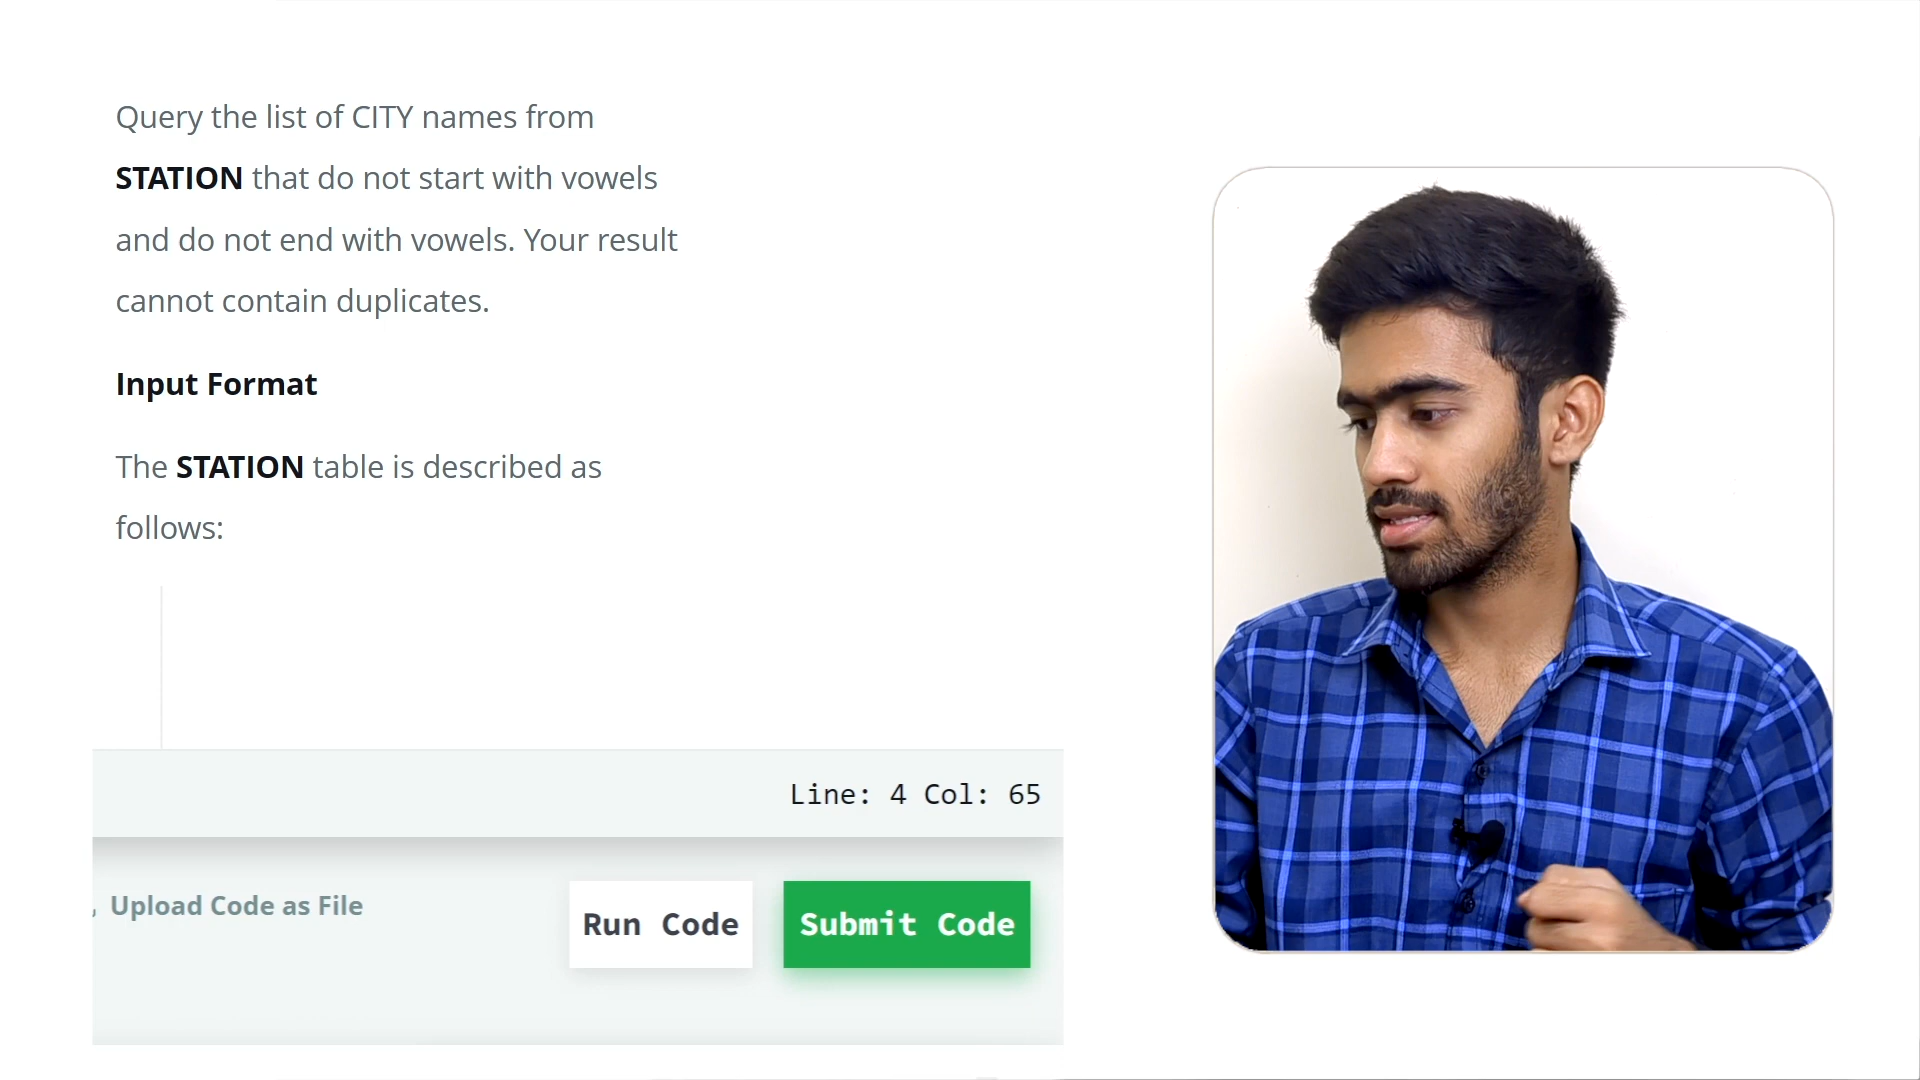 Query the list of CITY names from
STATION that do not start with vowels
and do not end with vowels. Your result
cannot contain duplicates.
Input Format
The STATION table is described as
follows:
Line: 4 Col: 65
Upload Code as File
Run Code
Submit Code